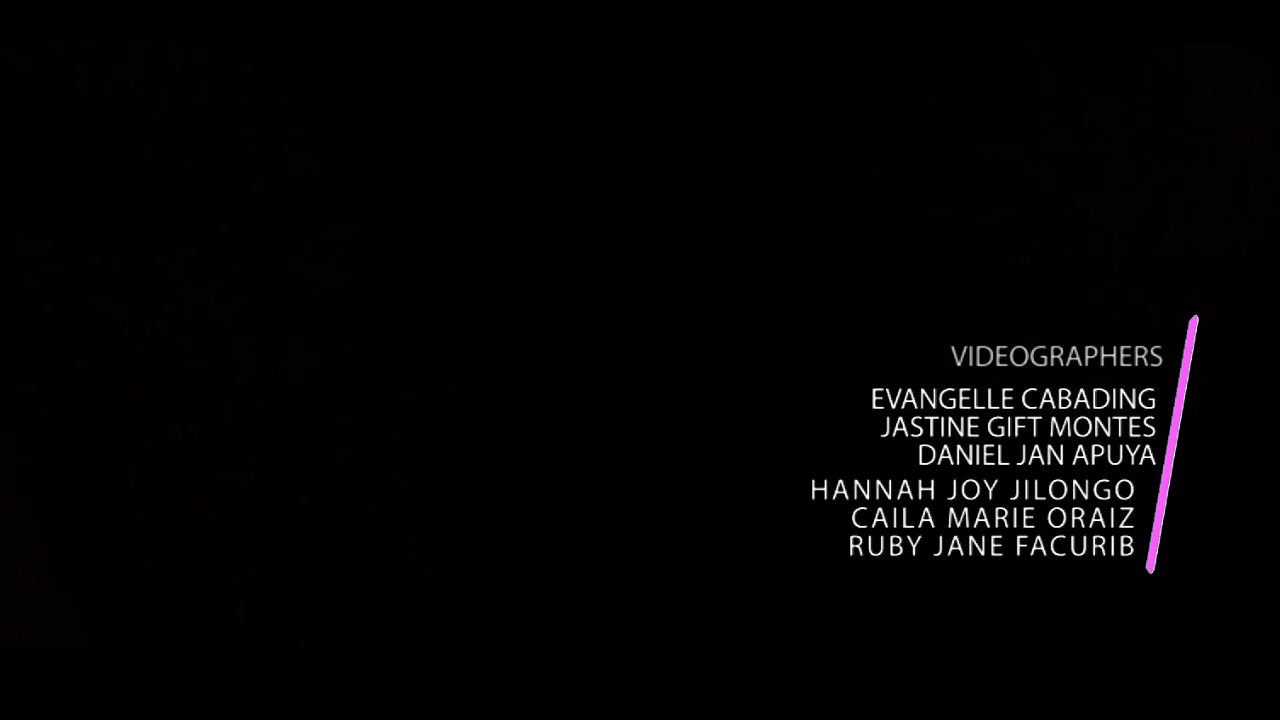 VIDEOGRAPHERS
EVANGELLE CABADING
JASTINE GIFT MONTES
DANIEL JAN APUYA
HANNAH JOY JILONGO
CAILA MARIE ORAIZ
RUBY JANE FACURIB